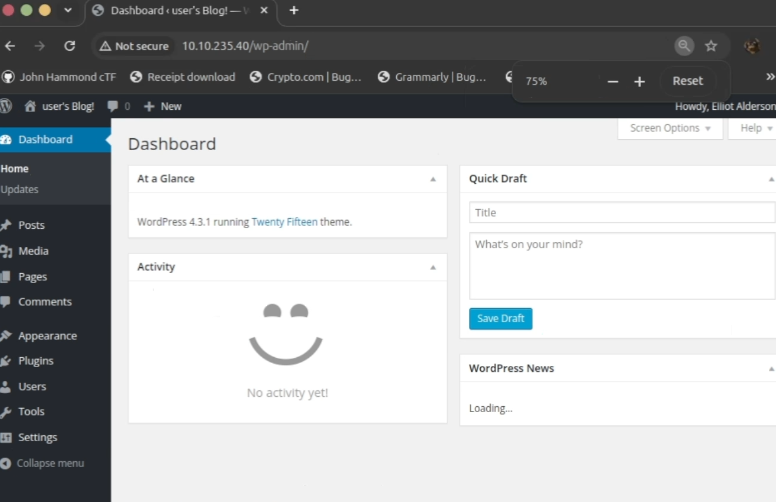 Dashboard ‹ user's Blog! —
Not secure 10.10.235.40/wp-admin/
John Hammond cTF Receipt download Crypto.com | Bug... Grammarly | Bug... »
75% − + Reset
user's Blog! 0 + New Howdy, Elliot Alderson
Screen Options Help
Dashboard
Home
Updates
Posts
Media
Pages
Comments
Appearance
Plugins
Users
Tools
Settings
Collapse menu
Dashboard
At a Glance
WordPress 4.3.1 running Twenty Fifteen theme.
Activity
No activity yet!
Quick Draft
Title
What's on your mind?
Save Draft
WordPress News
Loading...